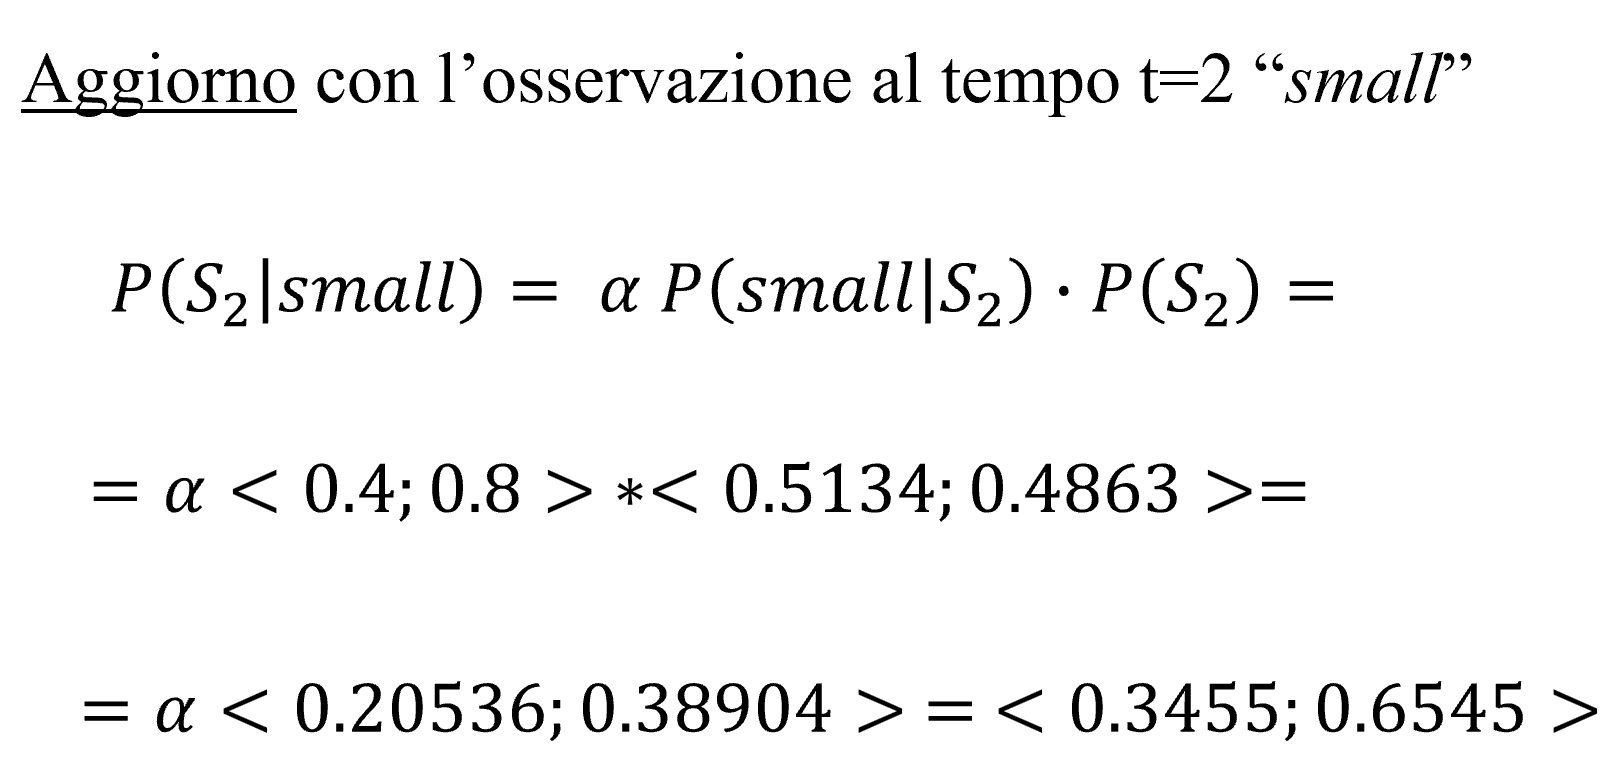 Aggiorno con l’osservazione al tempo t=2 “small”
P(S₂|small) = α P(small|S₂) · P(S₂) =
= α < 0.4; 0.8 > ∗< 0.5134; 0.4863 >=
= α < 0.20536; 0.38904 > = < 0.3455; 0.6545 >